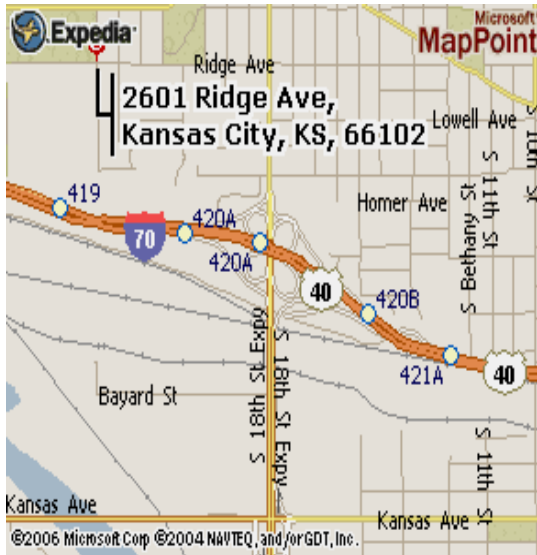 Expedia
Microsoft
MapPoint
Ridge Ave
2601 Ridge Ave,
Kansas City, KS, 66102
Lowell Ave
S 11th St
419
Homer Ave
S Bethany St
420A
70
420A
40
420B
421A
40
S 18th St Expy
S 18th St Expy
Bayard St
S 11th St
Kansas Ave
Kansas Ave
©2006 Microsoft Corp ©2004 NAVTEQ, and/or GDT, Inc.